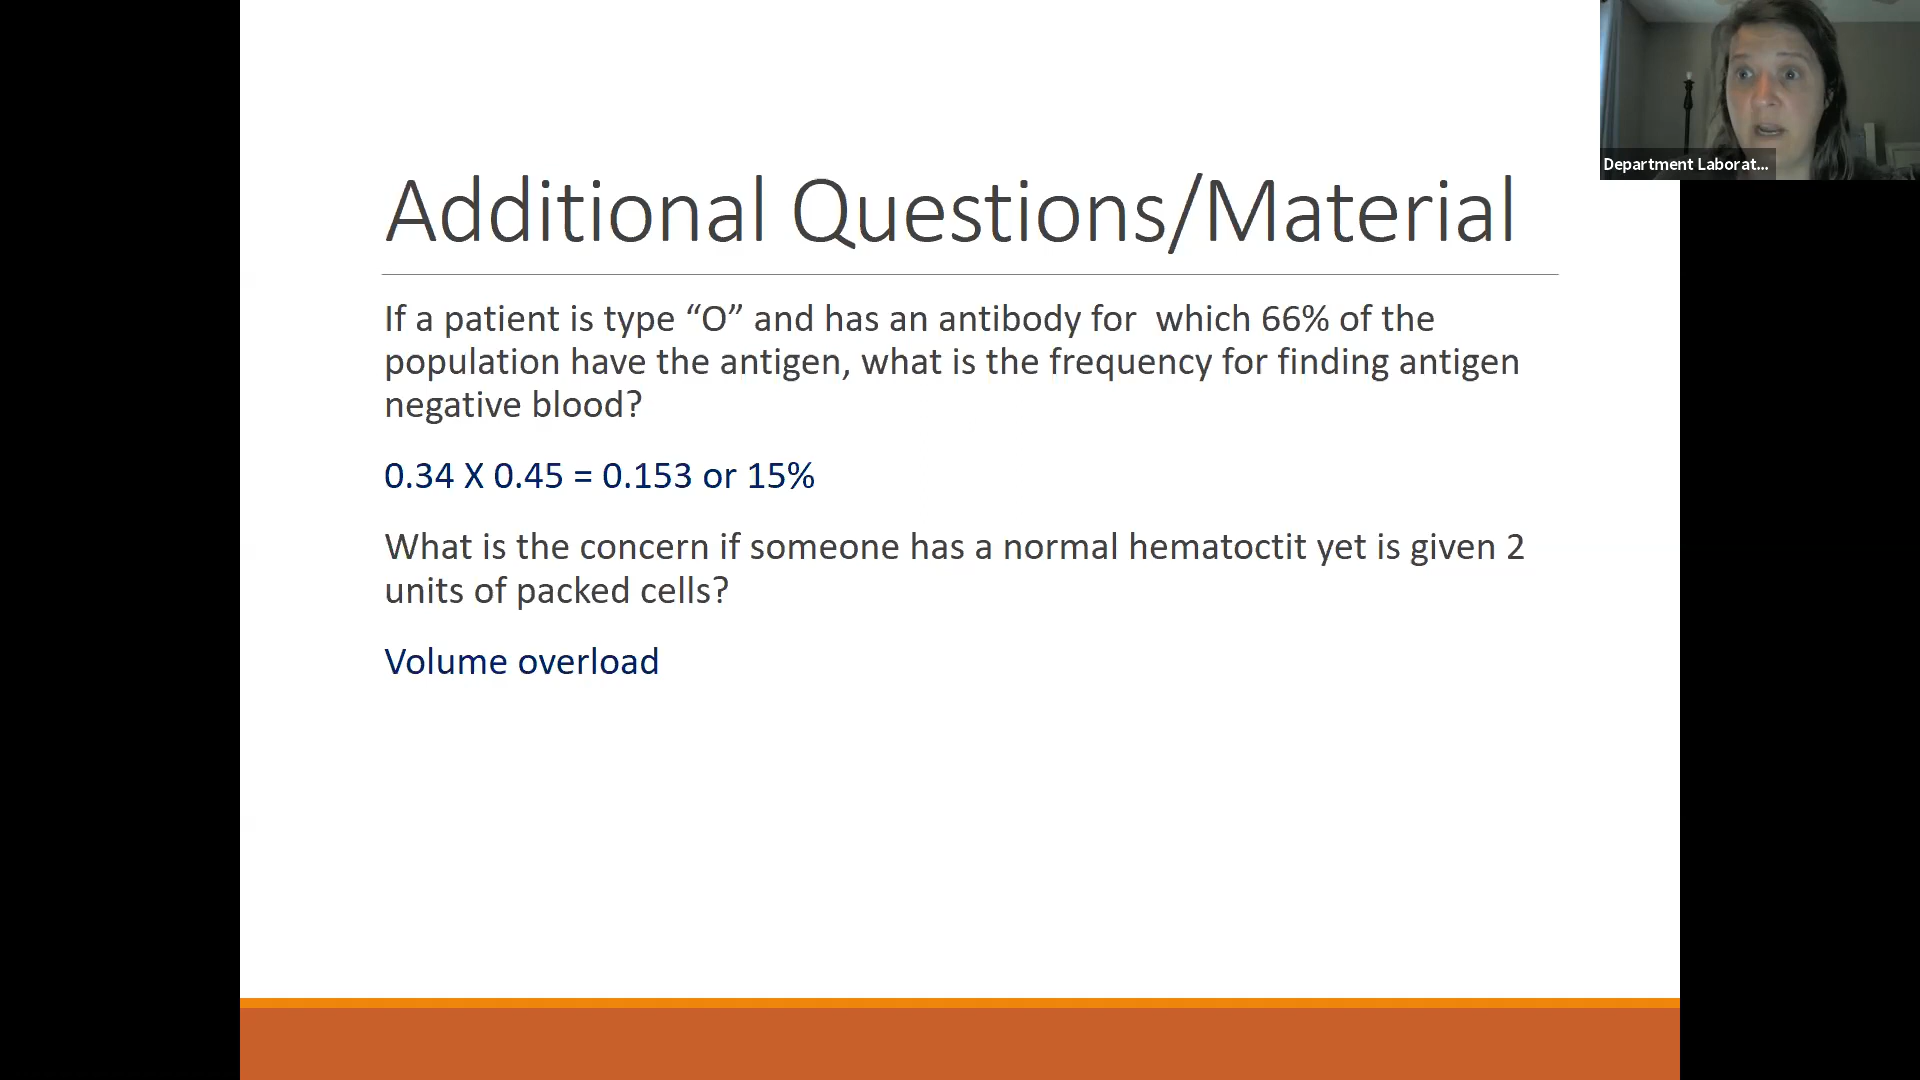 Department Laborat...
Additional Questions/Material
If a patient is type “O” and has an antibody for which 66% of the
population have the antigen, what is the frequency for finding antigen
negative blood?
0.34 X 0.45 = 0.153 or 15%
What is the concern if someone has a normal hematoctit yet is given 2
units of packed cells?
Volume overload